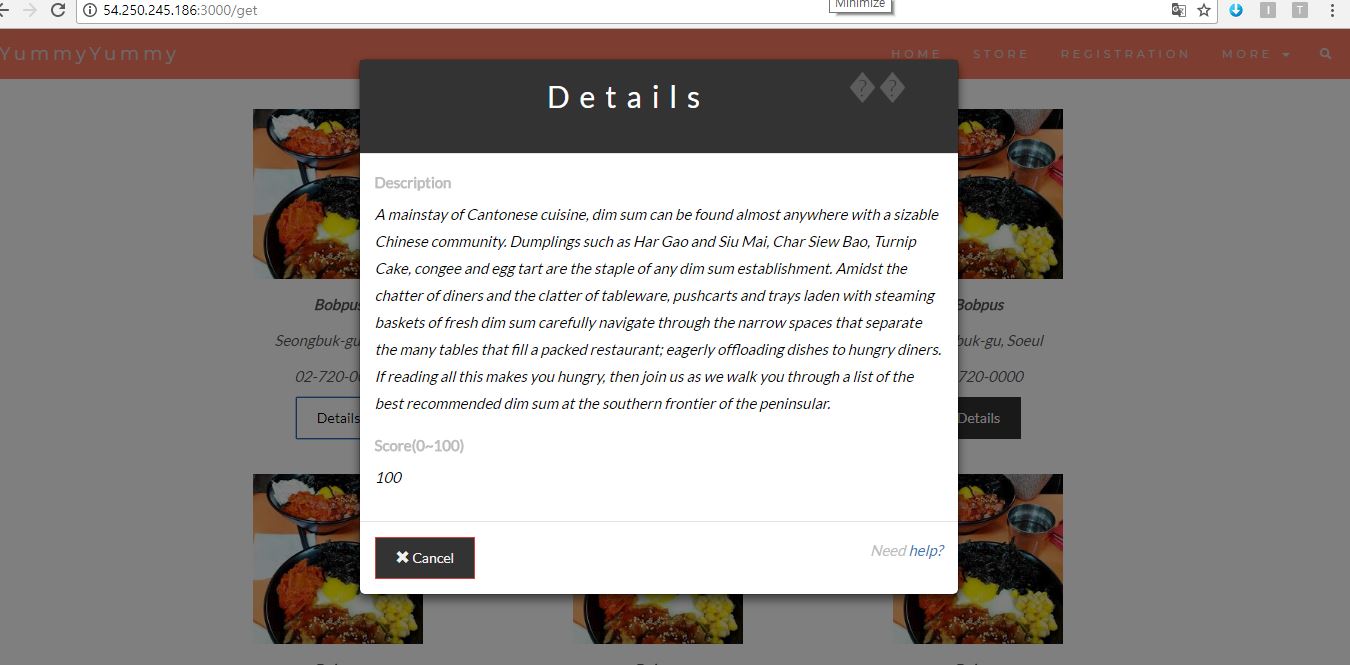 Minimize
54.250.245.186:3000/get
YummyYummy
HOME STORE REGISTRATION MORE
Details ��
Description
A mainstay of Cantonese cuisine, dim sum can be found almost anywhere with a sizable
Chinese community. Dumplings such as Har Gao and Siu Mai, Char Siew Bao, Turnip
Cake, congee and egg tart are the staple of any dim sum establishment. Amidst the
chatter of diners and the clatter of tableware, pushcarts and trays laden with steaming
baskets of fresh dim sum carefully navigate through the narrow spaces that separate
the many tables that fill a packed restaurant; eagerly offloading dishes to hungry diners.
If reading all this makes you hungry, then join us as we walk you through a list of the
best recommended dim sum at the southern frontier of the peninsular.
Score(0~100)
100
✖ Cancel
Need help?
Bobpus
Seongbuk-gu
02-720-0
Details
Bobpus
buk-gu, Soeul
720-0000
Details